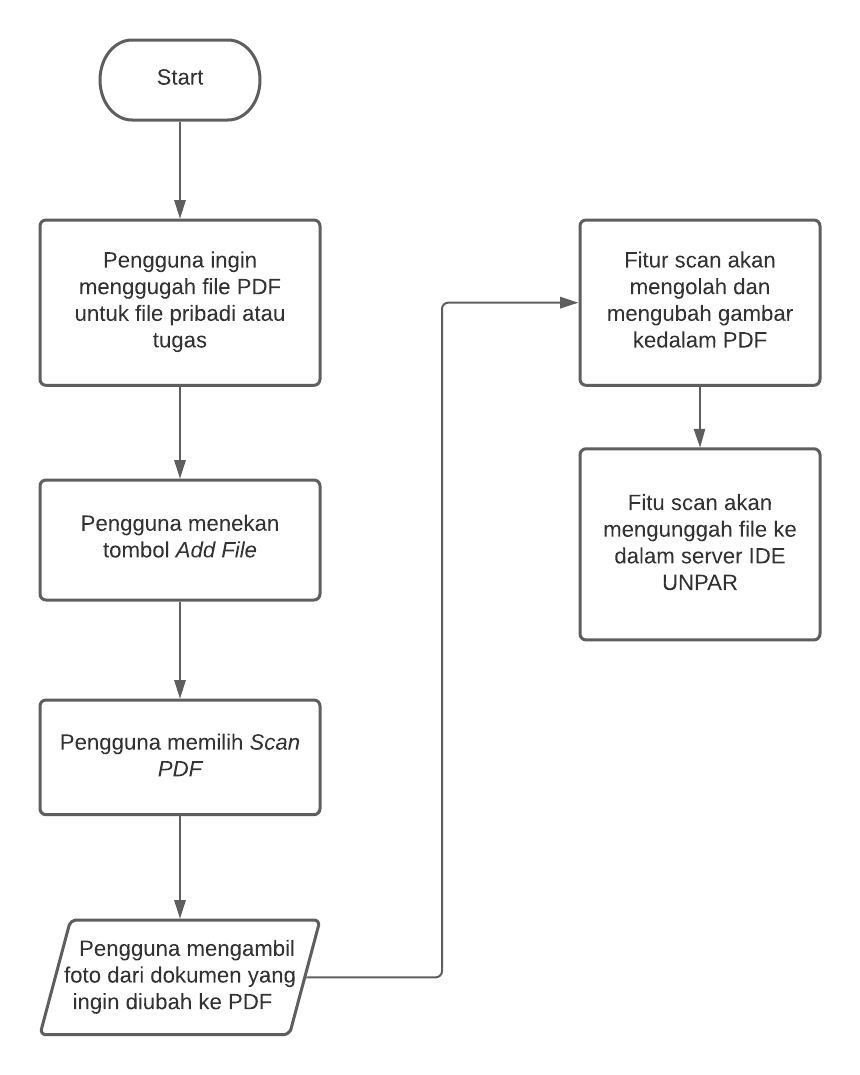 Start
Pengguna ingin
menggugah file PDF
untuk file pribadi atau
tugas
Pengguna menekan
tombol Add File
Pengguna memilih Scan
PDF
Pengguna mengambil
foto dari dokumen yang
ingin diubah ke PDF
Fitur scan akan
mengolah dan
mengubah gambar
kedalam PDF
Fitu scan akan
mengunggah file ke
dalam server IDE
UNPAR